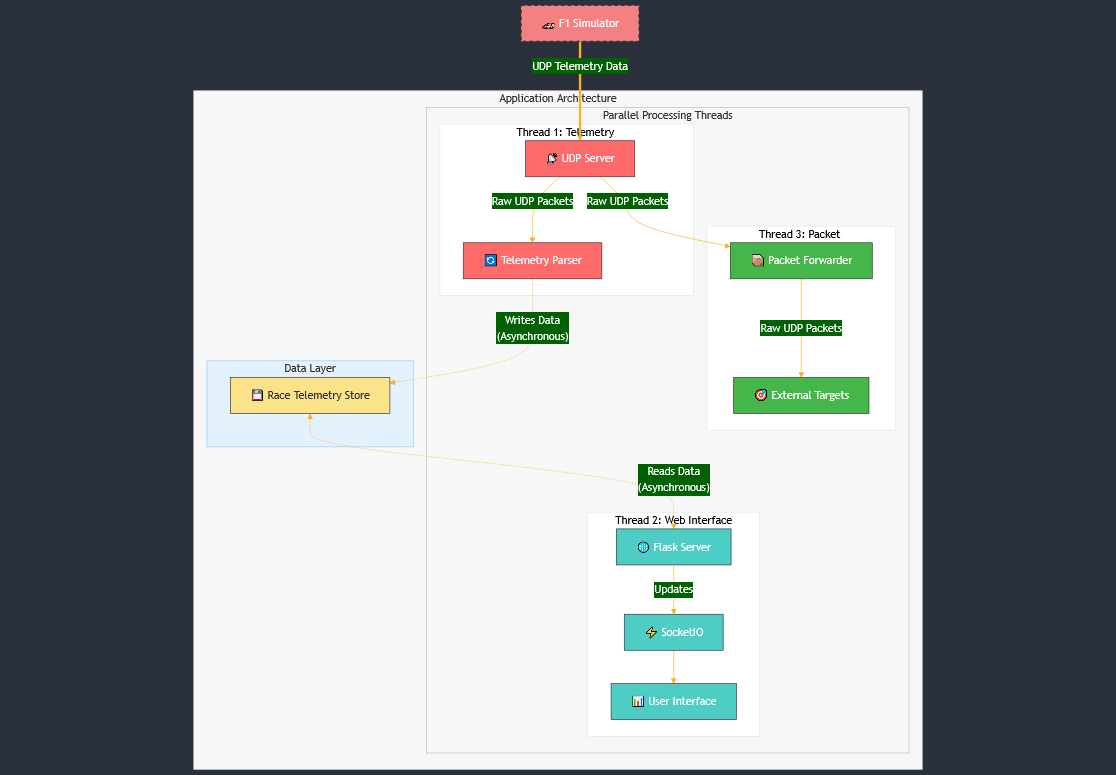 F1 Simulator
UDP Telemetry Data
Application Architecture
Parallel Processing Threads
Thread 1: Telemetry
UDP Server
Raw UDP Packets
Raw UDP Packets
Thread 3: Packet
Telemetry Parser
Packet Forwarder
Writes Data
(Asynchronous)
Raw UDP Packets
Data Layer
Race Telemetry Store
External Targets
Reads Data
(Asynchronous)
Thread 2: Web Interface
Flask Server
Updates
SocketIO
User Interface